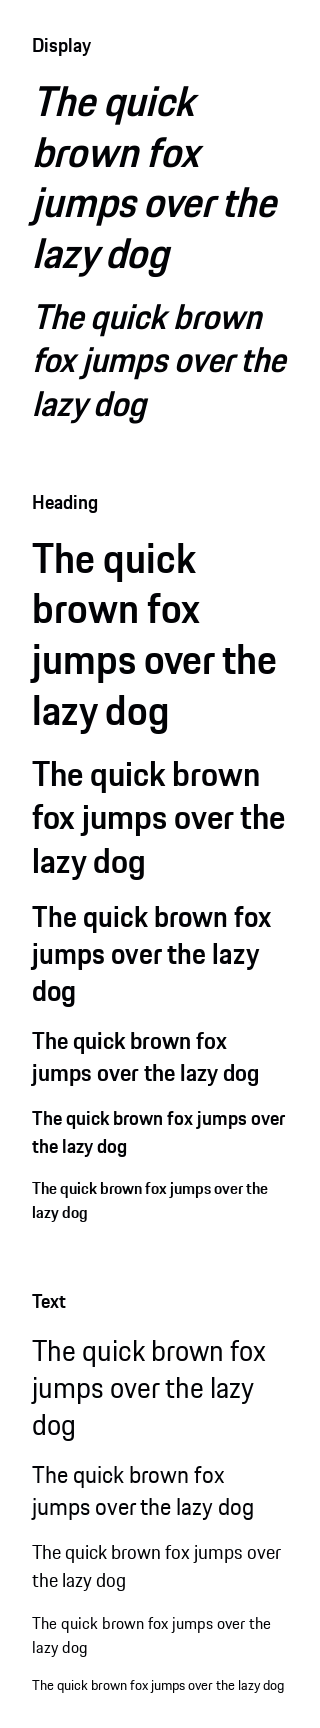 Display
The quick
brown fox
jumps over the
lazy dog
The quick brown
fox jumps over the
lazy dog
Heading
The quick
brown fox
jumps over the
lazy dog
The quick brown
fox jumps over the
lazy dog
The quick brown fox
jumps over the lazy
dog
The quick brown fox
jumps over the lazy dog
The quick brown fox jumps over
the lazy dog
The quick brown fox jumps over the
lazy dog
Text
The quick brown fox
jumps over the lazy
dog
The quick brown fox
jumps over the lazy dog
The quick brown fox jumps over
the lazy dog
The quick brown fox jumps over the
lazy dog
The quick brown fox jumps over the lazy dog